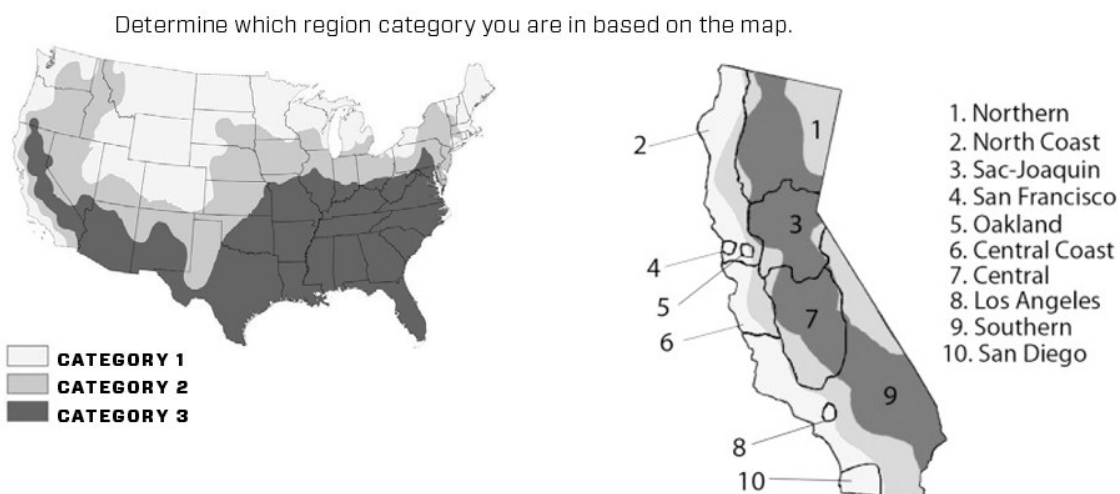 Determine which region category you are in based on the map.
CATEGORY 1
CATEGORY 2
CATEGORY 3
1
2
3
4
5
6
7
8
9
10
1. Northern
2. North Coast
3. Sac-Joaquin
4. San Francisco
5. Oakland
6. Central Coast
7. Central
8. Los Angeles
9. Southern
10. San Diego